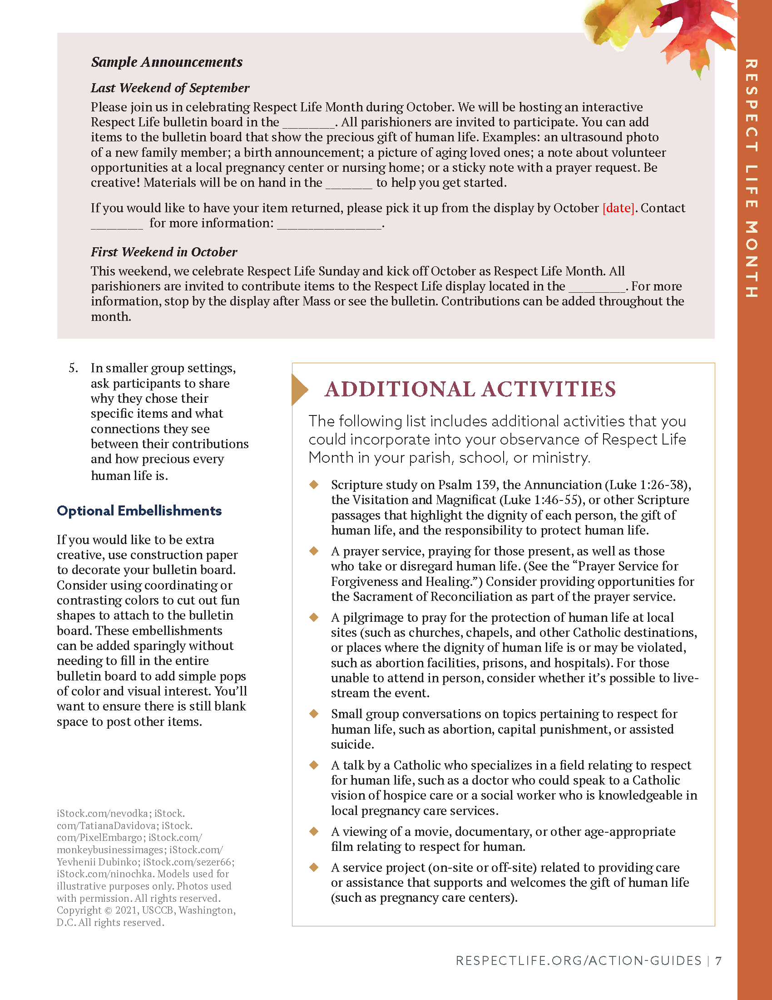 Sample Announcements
Last Weekend of September
Please join us in celebrating Respect Life Month during October. We will be hosting an interactive
Respect Life bulletin board in the __________. All parishioners are invited to participate. You can add
items to the bulletin board that show the precious gift of human life. Examples: an ultrasound photo
of a new family member; a birth announcement; a picture of aging loved ones; a note about volunteer
opportunities at a local pregnancy center or nursing home; or a sticky note with a prayer request. Be
creative! Materials will be on hand in the _________ to help you get started.
If you would like to have your item returned, please pick it up from the display by October [date]. Contact
__________ for more information: ____________________.
First Weekend in October
This weekend, we celebrate Respect Life Sunday and kick off October as Respect Life Month. All
parishioners are invited to contribute items to the Respect Life display located in the ___________. For more
information, stop by the display after Mass or see the bulletin. Contributions can be added throughout the
month.
RESPECT LIFE MONTH
5. In smaller group settings,
ask participants to share
why they chose their
specific items and what
connections they see
between their contributions
and how precious every
human life is.
Optional Embellishments
If you would like to be extra
creative, use construction paper
to decorate your bulletin board.
Consider using coordinating or
contrasting colors to cut out fun
shapes to attach to the bulletin
board. These embellishments
can be added sparingly without
needing to fill in the entire
bulletin board to add simple pops
of color and visual interest. You’ll
want to ensure there is still blank
space to post other items.
iStock.com/nevodka; iStock.
com/TatianaDavidova; iStock.
com/PixelEmbargo; iStock.com/
monkeybusinessimages; iStock.com/
Yevhenii Dubinko; iStock.com/sezer66;
iStock.com/ninochka. Models used for
illustrative purposes only. Photos used
with permission. All rights reserved.
Copyright © 2021, USCCB, Washington,
D.C. All rights reserved.
ADDITIONAL ACTIVITIES
The following list includes additional activities that you
could incorporate into your observance of Respect Life
Month in your parish, school, or ministry.
◆ Scripture study on Psalm 139, the Annunciation (Luke 1:26-38),
the Visitation and Magnificat (Luke 1:46-55), or other Scripture
passages that highlight the dignity of each person, the gift of
human life, and the responsibility to protect human life.
◆ A prayer service, praying for those present, as well as those
who take or disregard human life. (See the “Prayer Service for
Forgiveness and Healing.”) Consider providing opportunities for
the Sacrament of Reconciliation as part of the prayer service.
◆ A pilgrimage to pray for the protection of human life at local
sites (such as churches, chapels, and other Catholic destinations,
or places where the dignity of human life is or may be violated,
such as abortion facilities, prisons, and hospitals). For those
unable to attend in person, consider whether it’s possible to live-
stream the event.
◆ Small group conversations on topics pertaining to respect for
human life, such as abortion, capital punishment, or assisted
suicide.
◆ A talk by a Catholic who specializes in a field relating to respect
for human life, such as a doctor who could speak to a Catholic
vision of hospice care or a social worker who is knowledgeable in
local pregnancy care services.
◆ A viewing of a movie, documentary, or other age-appropriate
film relating to respect for human.
◆ A service project (on-site or off-site) related to providing care
or assistance that supports and welcomes the gift of human life
(such as pregnancy care centers).
RESPECTLIFE.ORG/ACTION-GUIDES | 7